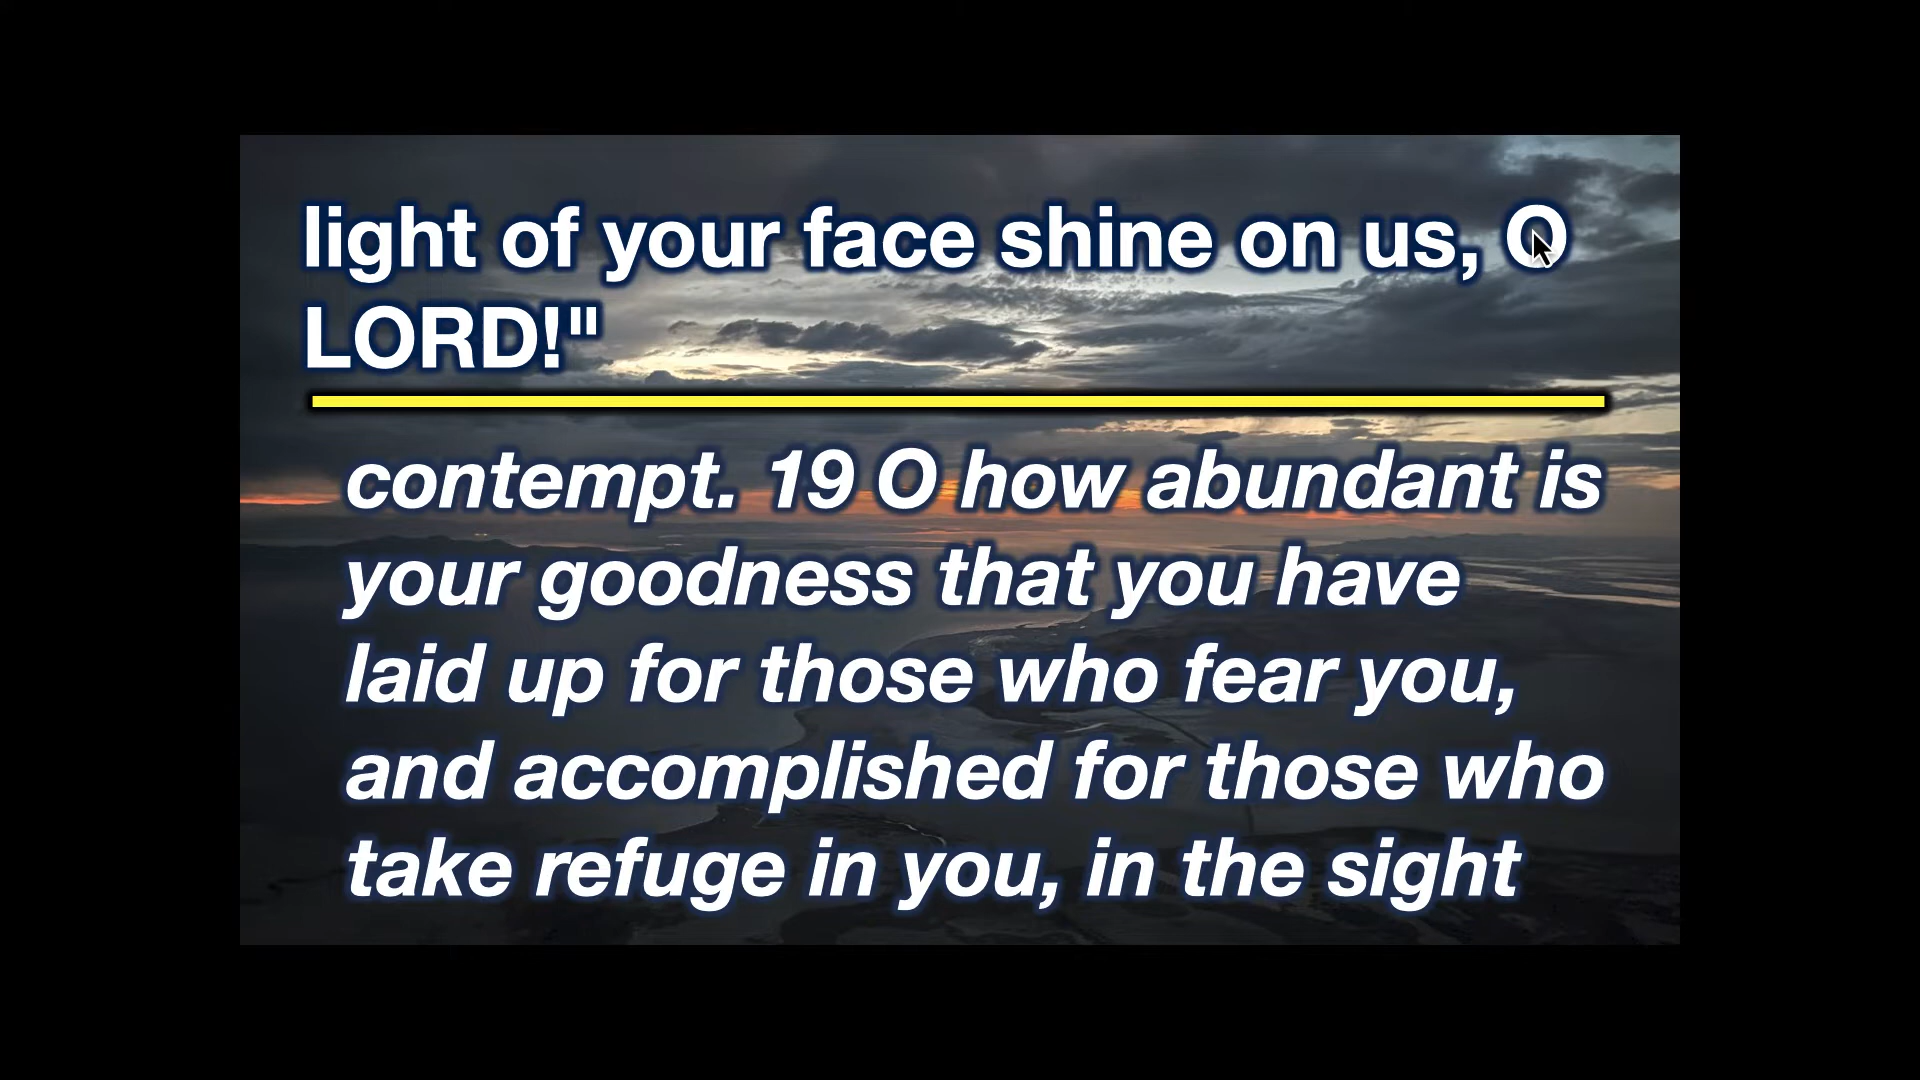 light of your face shine on us, O
LORD!"
contempt. 19 O how abundant is
your goodness that you have
laid up for those who fear you,
and accomplished for those who
take refuge in you, in the sight